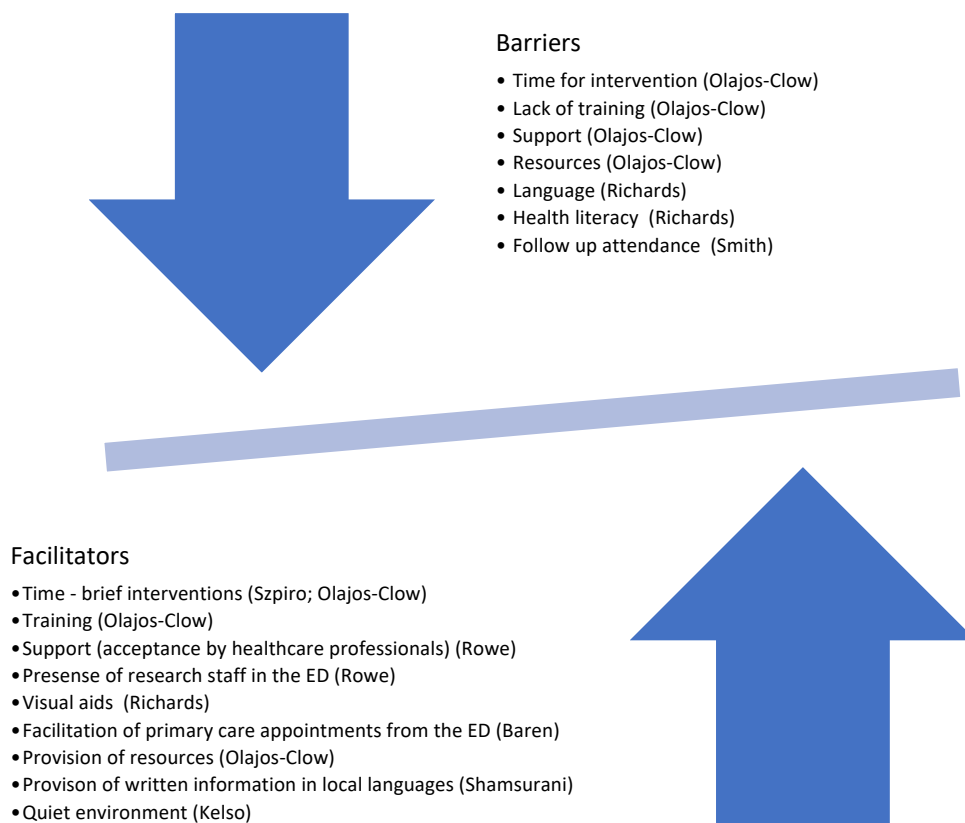 Barriers
• Time for intervention (Olajos-Clow)
• Lack of training (Olajos-Clow)
• Support (Olajos-Clow)
• Resources (Olajos-Clow)
• Language (Richards)
• Health literacy  (Richards)
• Follow up attendance  (Smith)
Facilitators
•Time - brief interventions (Szpiro; Olajos-Clow)
•Training (Olajos-Clow)
•Support (acceptance by healthcare professionals) (Rowe)
•Presense of research staff in the ED (Rowe)
•Visual aids  (Richards)
•Facilitation of primary care appointments from the ED (Baren)
•Provision of resources (Olajos-Clow)
•Provison of written information in local languages (Shamsurani)
•Quiet environment (Kelso)